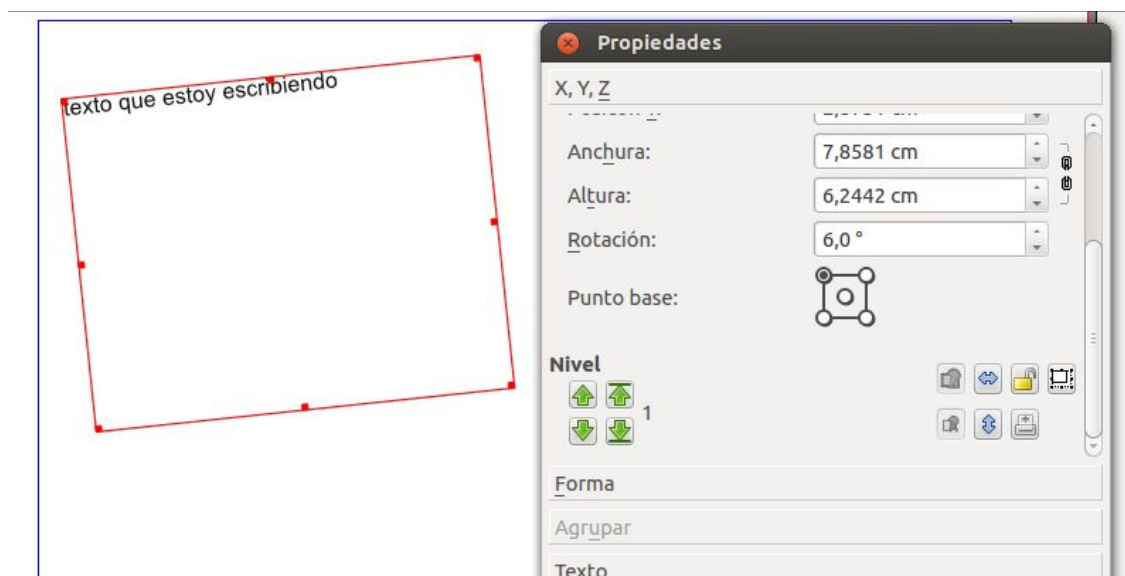 Propiedades
texto que estoy escribiendo
X, Y, Z
Anchura: 7,8581 cm
Altura: 6,2442 cm
Rotación: 6,0 °
Punto base:
Nivel
1
Forma
Agrupar
Texto